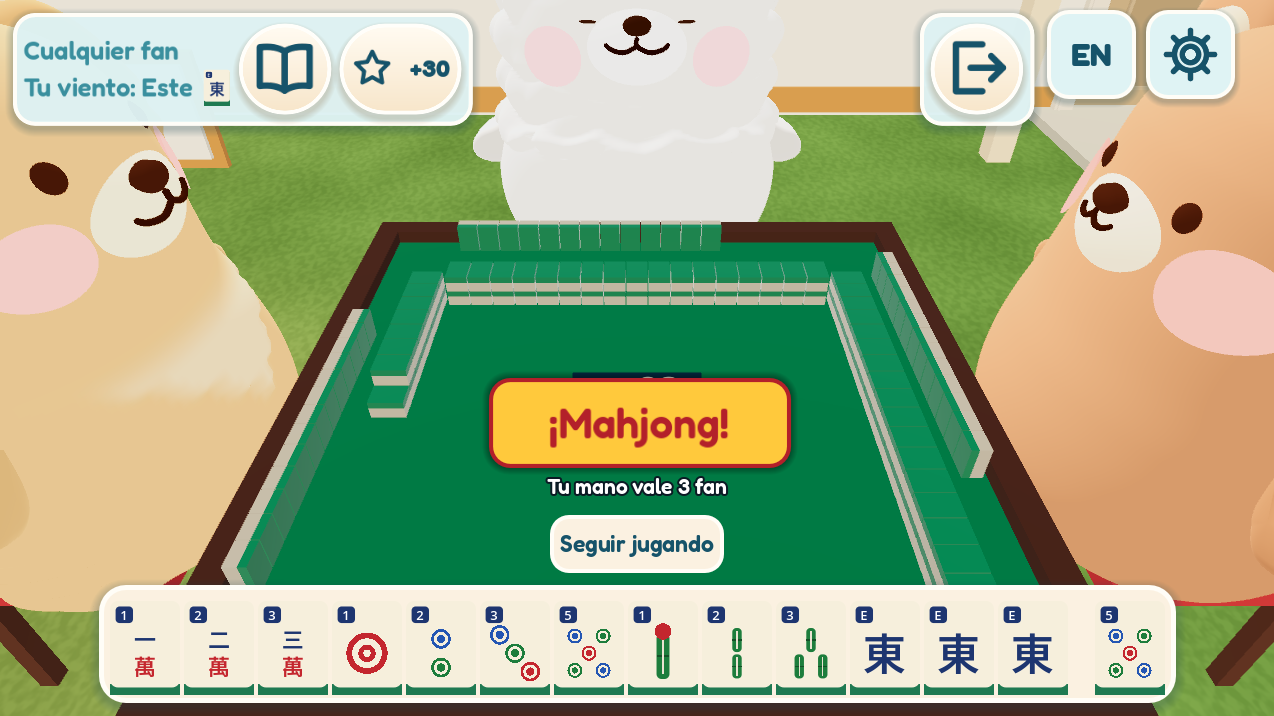 Cualquier fan
Tu viento: Este
東
+30
EN
¡Mahjong!
Tu mano vale 3 fan
Seguir jugando
1 2 3 1 2 3 5 1 2 3 E E E 5
一萬 二萬 三萬 東 東 東